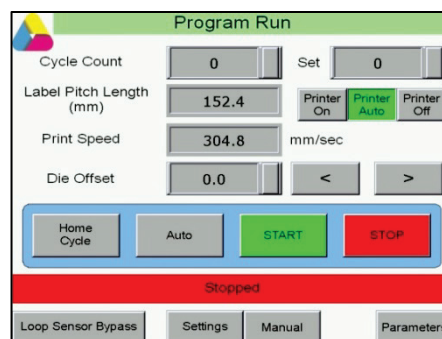 Program Run
Cycle Count 0 Set 0
Label Pitch Length (mm) 152.4 Printer On Printer Auto Printer Off
Print Speed 304.8 mm/sec
Die Offset 0.0 < >
Home Cycle Auto START STOP
Stopped
Loop Sensor Bypass Settings Manual Parameter